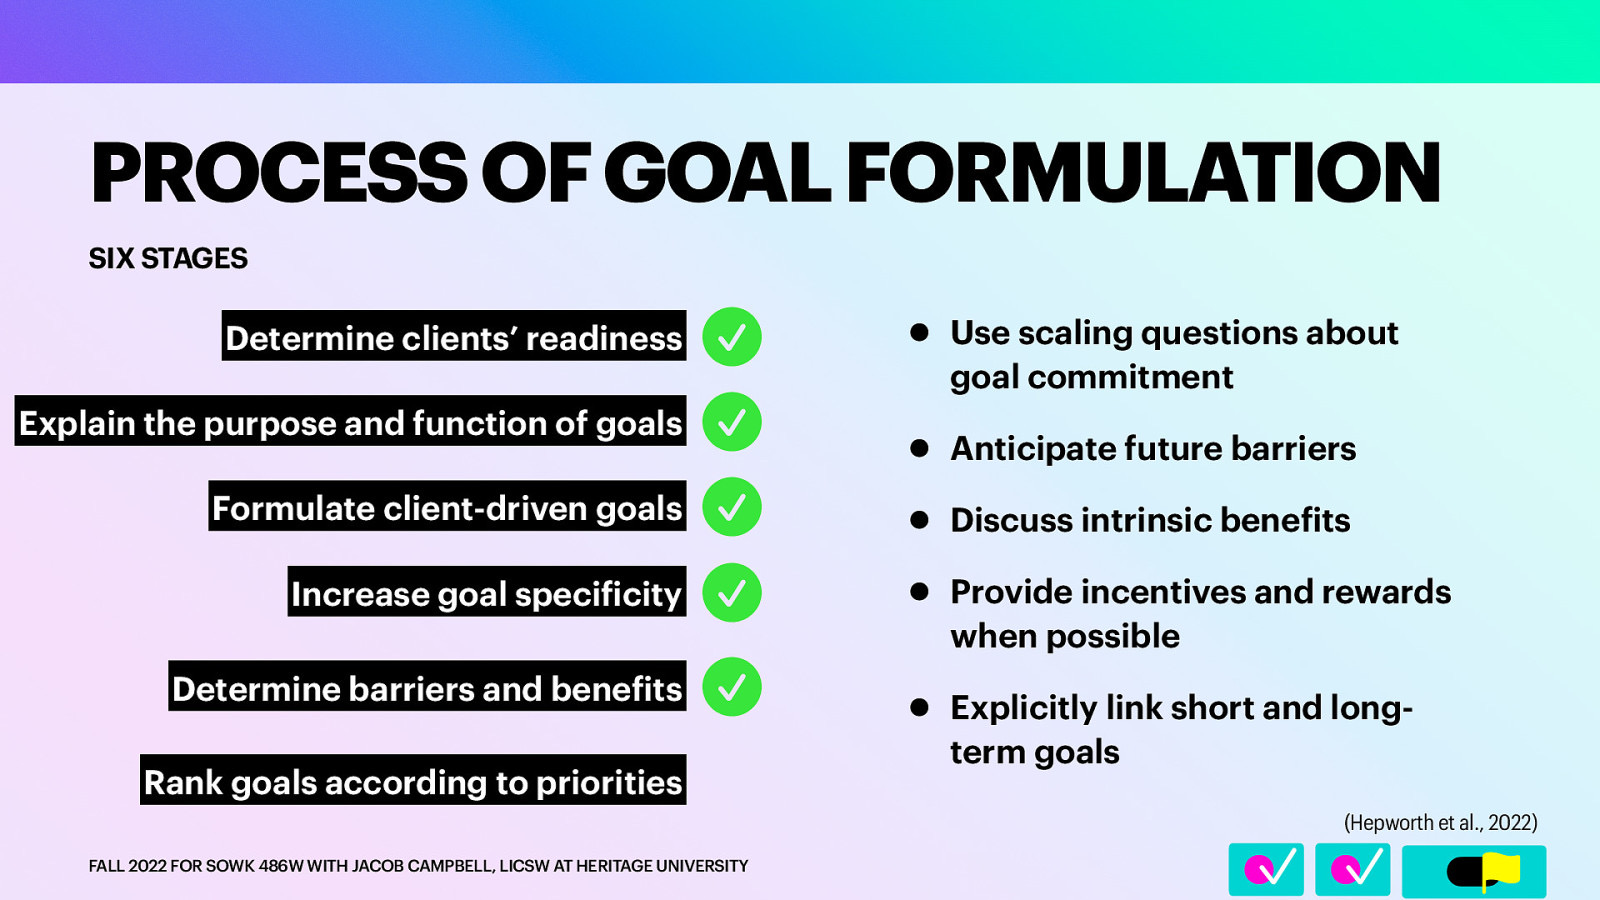 PROCESS OF GOAL FORMULATION
SIX STAGES
Determine clients’ readiness
Explain the purpose and function of goals
Formulate client-driven goals
Increase goal specificity
Determine barriers and benefits
Rank goals according to priorities
● Use scaling questions about
goal commitment
● Anticipate future barriers
● Discuss intrinsic benefits
● Provide incentives and rewards
when possible
● Explicitly link short and long-
term goals
(Hepworth et al., 2022)
FALL 2022 FOR SOWK 486W WITH JACOB CAMPBELL, LICSW AT HERITAGE UNIVERSITY